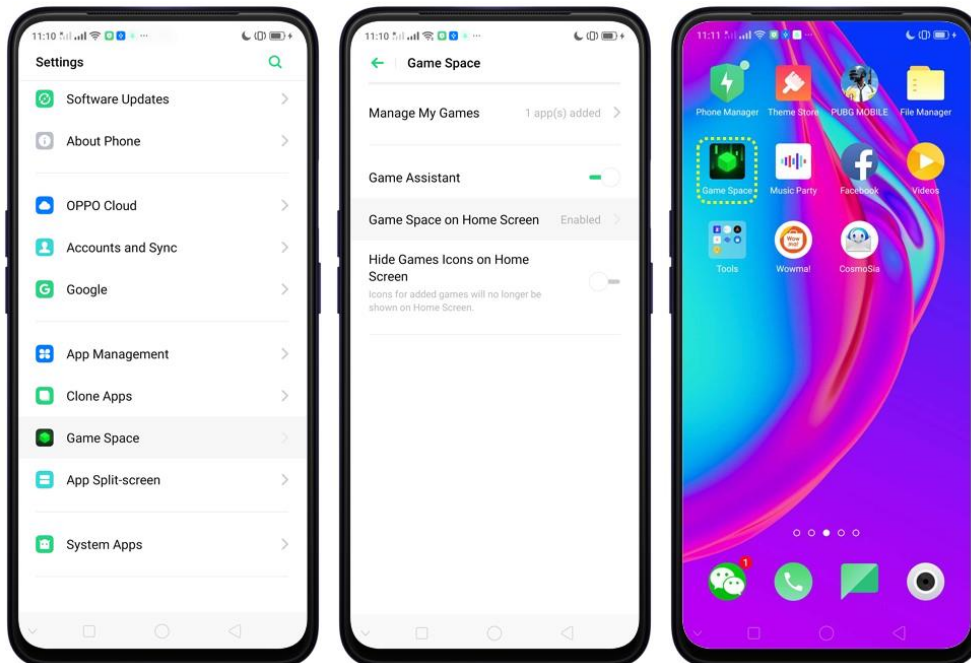 11:10
Settings
Software Updates
About Phone
OPPO Cloud
Accounts and Sync
Google
App Management
Clone Apps
Game Space
App Split-screen
System Apps
11:10
Game Space
Manage My Games 1 app(s) added
Game Assistant
Game Space on Home Screen Enabled
Hide Games Icons on Home
Screen
Icons for added games will no longer be
shown on Home Screen.
11:11
Phone Manager Theme Store PUBG MOBILE File Manager
Game Space Music Party Facebook Videos
Wow
ma!
Tools Wowma! CosmoSia
1